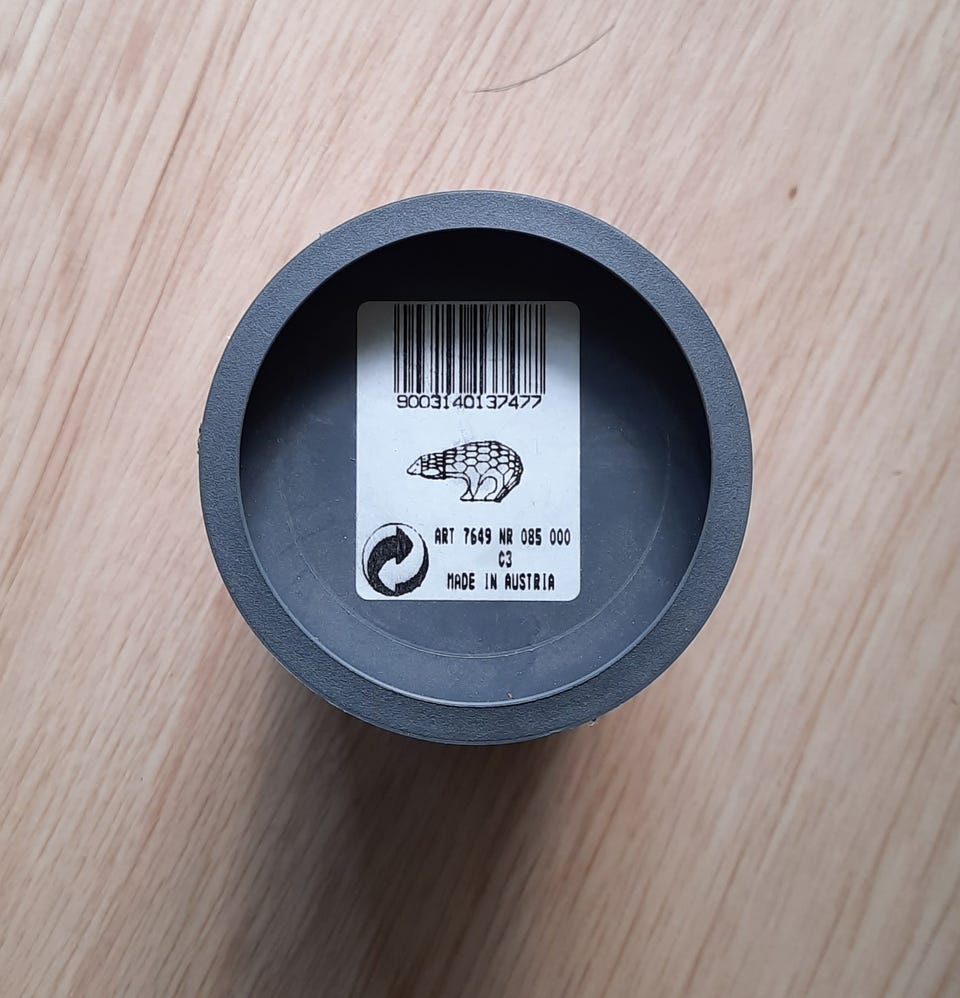 9003140137477
ART 7649 NR 085 000
C3
MADE IN AUSTRIA